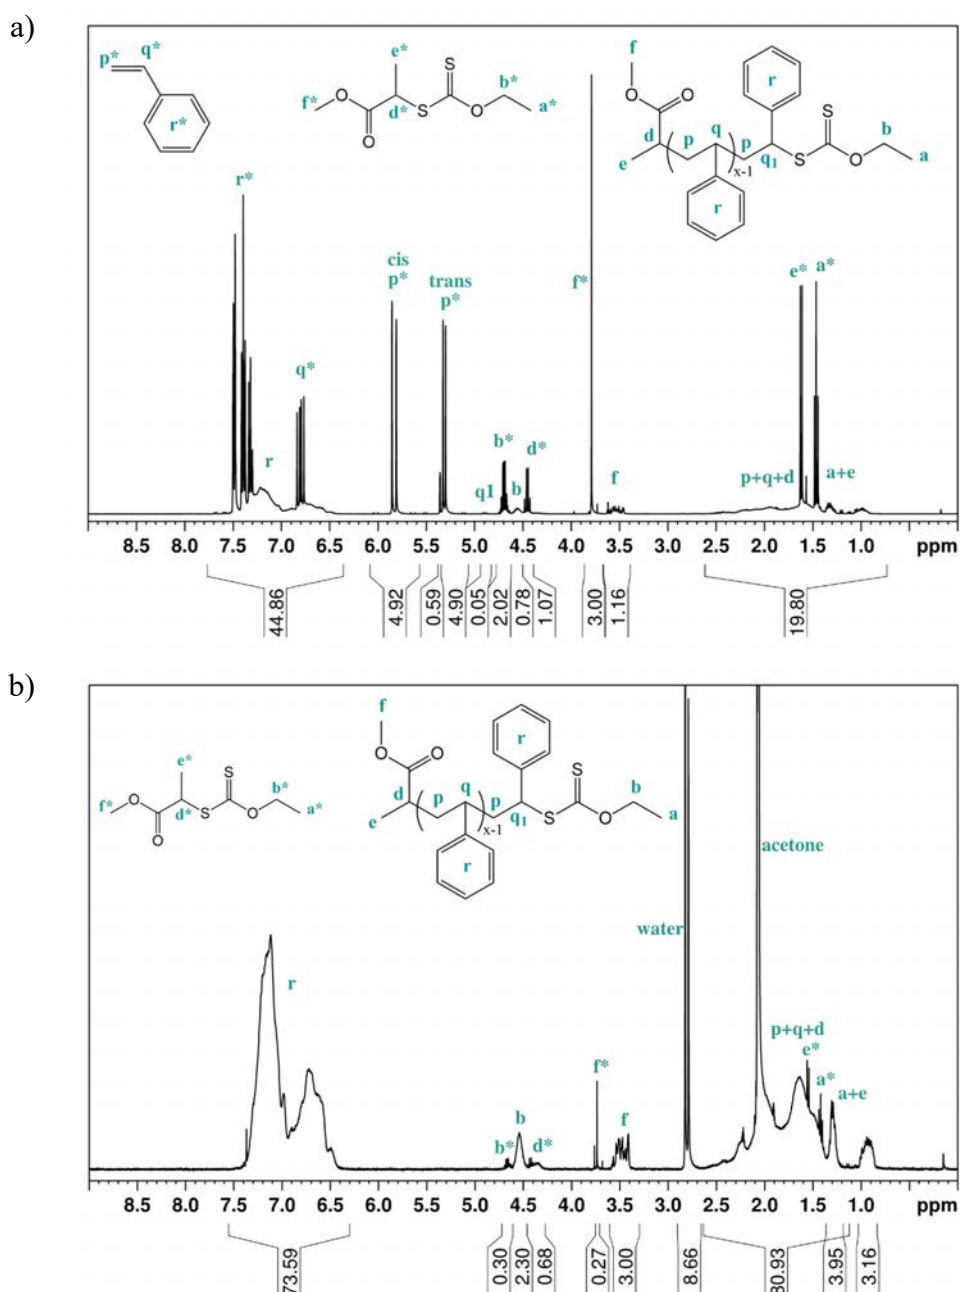 a)
p*
q*
r*
e*
f*
O
O
d*
S
S
O
b*
a*
f
O
O
d
e
p
q
r
x-1
p
r
q1
S
S
O
b
a
r*
r
q*
cis
p*
trans
p*
q1
b*
b
d*
f*
f
p+q+d
e*
a*
a+e
8.5 8.0 7.5 7.0 6.5 6.0 5.5 5.0 4.5 4.0 3.5 3.0 2.5 2.0 1.5 1.0 ppm
44.86 4.92 0.59 4.90 0.05 2.02 0.78 1.07 3.00 1.16 19.80
b)
e*
f*
O
O
d*
S
S
O
b*
a*
f
O
O
d
e
p
q
r
x-1
p
r
q1
S
S
O
b
a
r
b*
b
d*
f*
f
water
acetone
p+q+d
e*
a*
a+e
8.5 8.0 7.5 7.0 6.5 6.0 5.5 5.0 4.5 4.0 3.5 3.0 2.5 2.0 1.5 1.0 ppm
73.59 0.30 2.30 0.68 0.27 3.00 8.66 3.95 3.16